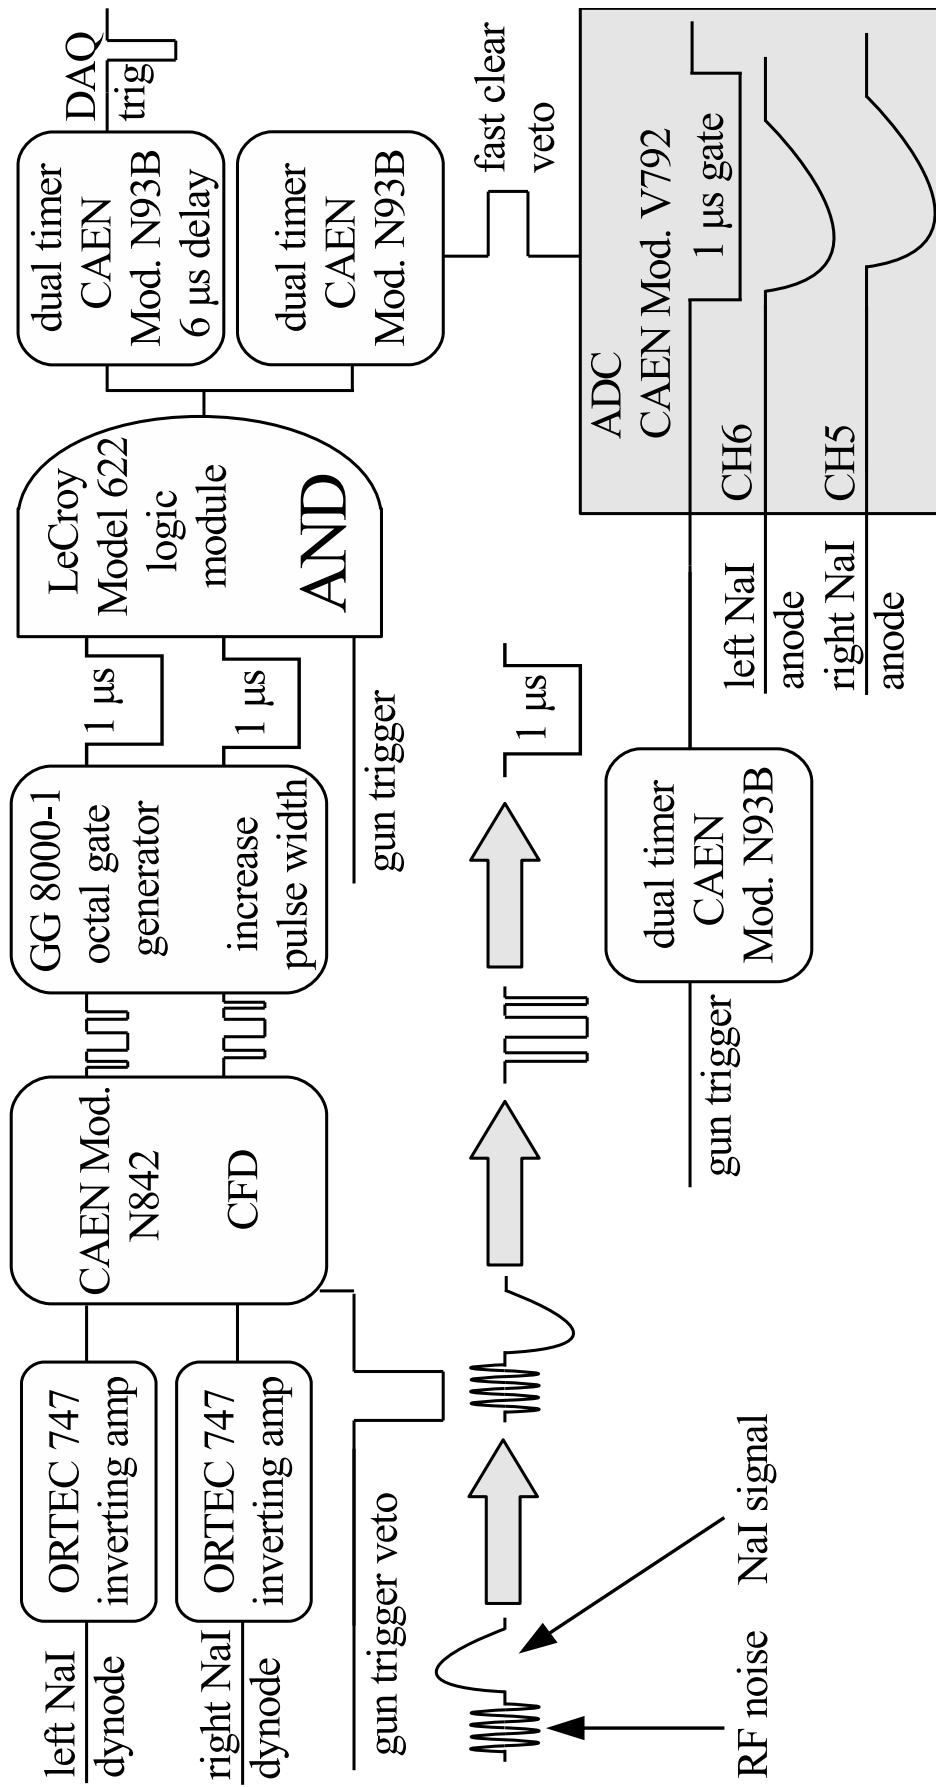 left NaI
dynode
right NaI
dynode
gun trigger veto
ORTEC 747
inverting amp
ORTEC 747
inverting amp
CAEN Mod.
N842
CFD
GG 8000-1
octal gate
generator
increase
pulse width
1 μs
1 μs
gun trigger
LeCroy
Model 622
logic
module
AND
dual timer
CAEN
Mod. N93B
6 μs delay
DAQ
trig
dual timer
CAEN
Mod. N93B
fast clear
veto
RF noise
NaI signal
1 μs
gun trigger
dual timer
CAEN
Mod. N93B
left NaI
anode
right NaI
anode
ADC
CAEN Mod. V792
1 μs gate
CH6
CH5